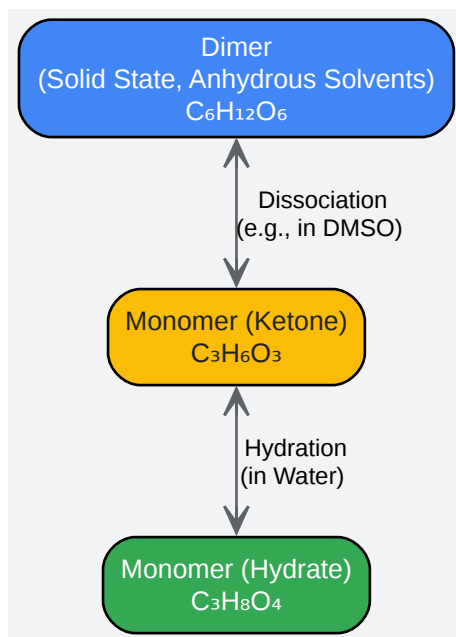 Dimer
(Solid State, Anhydrous Solvents)
C₆H₁₂O₆
Dissociation
(e.g., in DMSO)
Monomer (Ketone)
C₃H₆O₃
Hydration
(in Water)
Monomer (Hydrate)
C₃H₈O₄